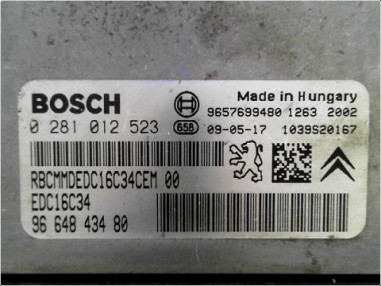 BOSCH
Made in Hungary
9657699480 1263 2002
0 281 012 523
658
09-05-17 1039S20167
RBCMMDEDC16C34CEM 00
EDC16C34
96 648 434 80